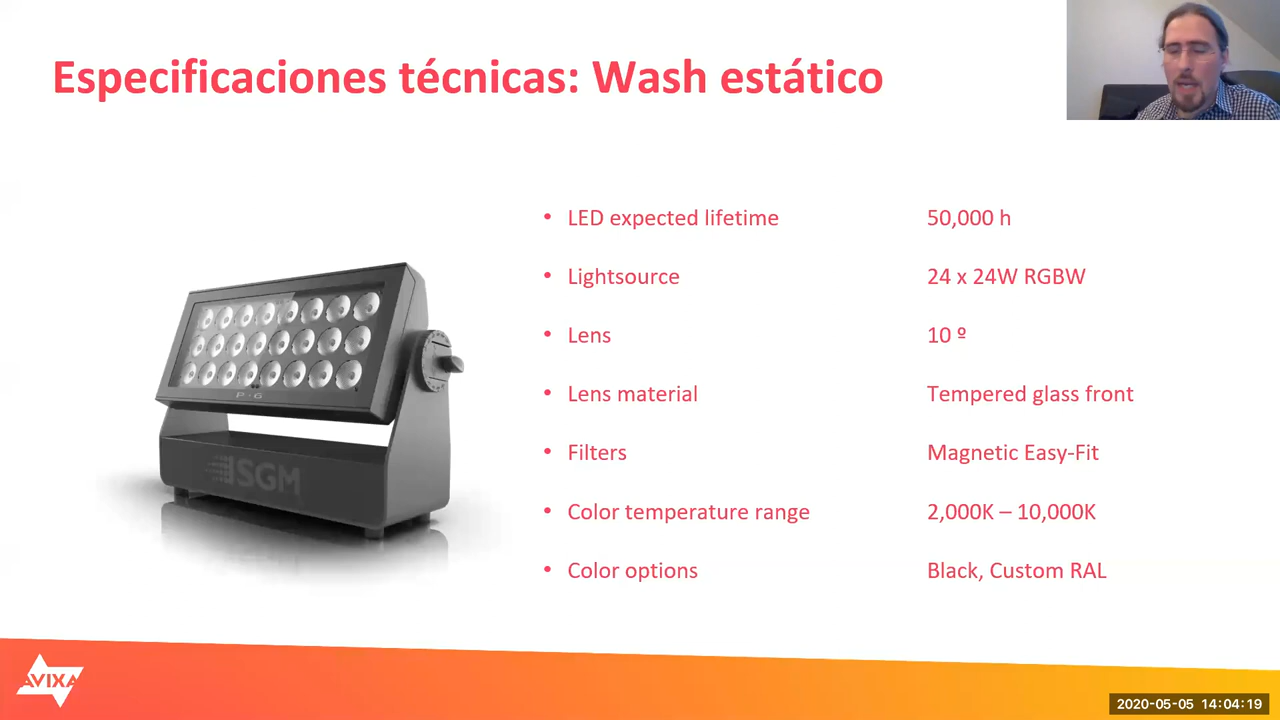 Especificaciones técnicas: Wash estático
• LED expected lifetime 50,000 h
• Lightsource 24 x 24W RGBW
• Lens 10 º
• Lens material Tempered glass front
• Filters Magnetic Easy-Fit
• Color temperature range 2,000K – 10,000K
• Color options Black, Custom RAL
P-6
SGM
AVIXA
2020-05-05 14:04:19